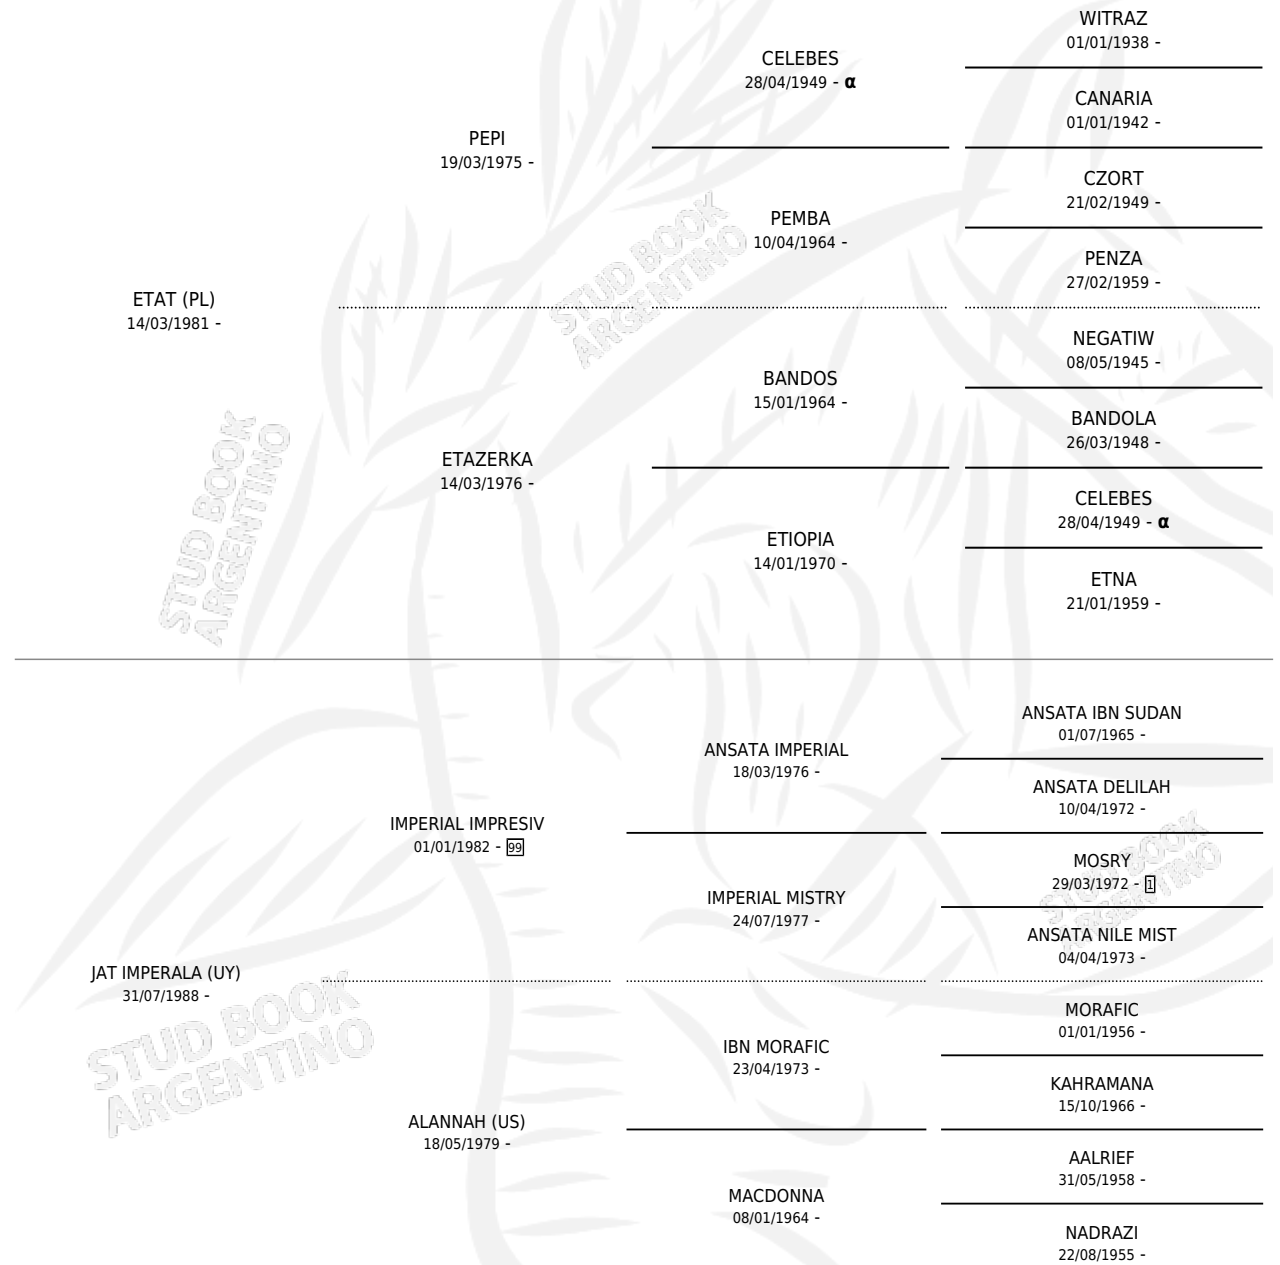 WITRAZ
01/01/1938 -
CELEBES
28/04/1949 - α
CANARIA
01/01/1942 -
PEPI
19/03/1975 -
CZORT
21/02/1949 -
PEMBA
10/04/1964 -
PENZA
27/02/1959 -
ETAT (PL)
14/03/1981 -
NEGATIW
08/05/1945 -
BANDOS
15/01/1964 -
BANDOLA
26/03/1948 -
ETAZERKA
14/03/1976 -
CELEBES
28/04/1949 - α
ETIOPIA
14/01/1970 -
ETNA
21/01/1959 -
STUD BOOK
ARGENTINO
STUD BOOK
ARGENTINO
ANSATA IBN SUDAN
01/07/1965 -
ANSATA IMPERIAL
18/03/1976 -
ANSATA DELILAH
10/04/1972 -
IMPERIAL IMPRESIV
01/01/1982 - 99
MOSRY
29/03/1972 - 1
IMPERIAL MISTRY
24/07/1977 -
ANSATA NILE MIST
04/04/1973 -
JAT IMPERALA (UY)
31/07/1988 -
MORAFIC
01/01/1956 -
IBN MORAFIC
23/04/1973 -
KAHRAMANA
15/10/1966 -
ALANNAH (US)
18/05/1979 -
AALRIEF
31/05/1958 -
MACDONNA
08/01/1964 -
NADRAZI
22/08/1955 -
STUD BOOK
ARGENTINO
STUD BOOK
ARGENTINO